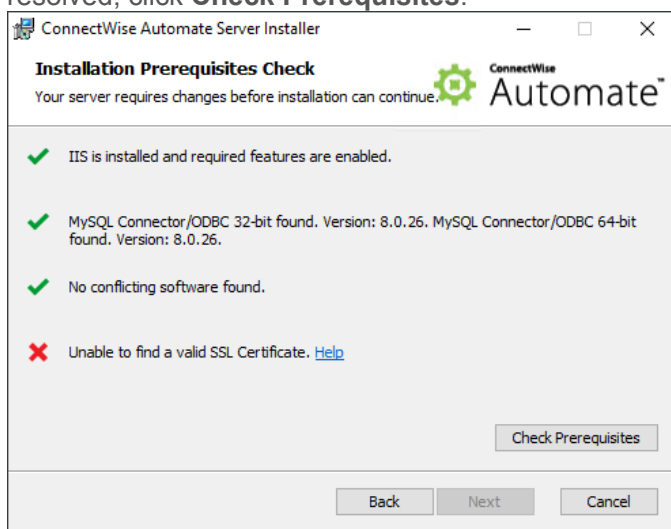 resolved, click Check Prerequisites.
ConnectWise Automate Server Installer
Installation Prerequisites Check
Your server requires changes before installation can continue.
ConnectWise
Automate™
IIS is installed and required features are enabled.
MySQL Connector/ODBC 32-bit found. Version: 8.0.26. MySQL Connector/ODBC 64-bit
found. Version: 8.0.26.
No conflicting software found.
Unable to find a valid SSL Certificate. Help
Check Prerequisites
Back
Next
Cancel